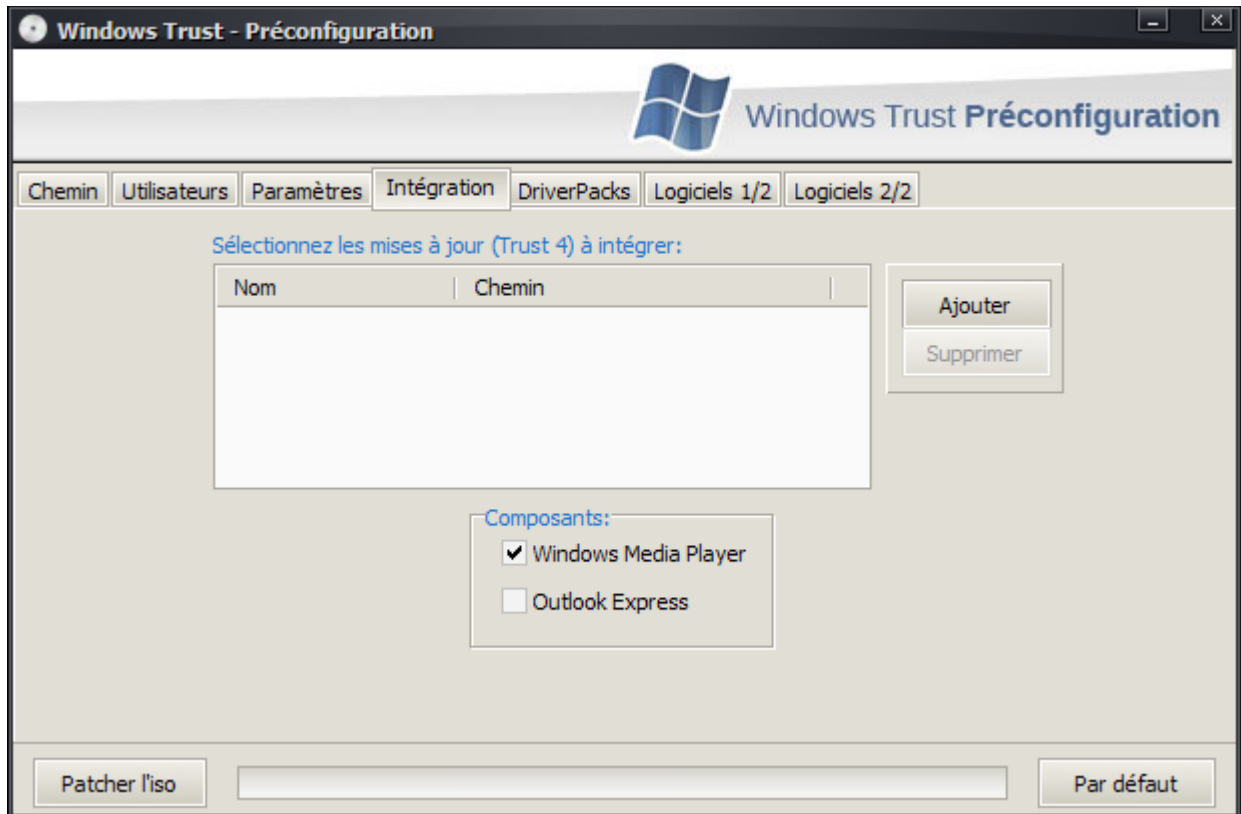 Windows Trust - Préconfiguration
Windows Trust Préconfiguration
Chemin Utilisateurs Paramètres Intégration DriverPacks Logiciels 1/2 Logiciels 2/2
Sélectionnez les mises à jour (Trust 4) à intégrer:
Nom Chemin
Ajouter
Supprimer
Composants:
Windows Media Player
Outlook Express
Patcher l'iso Par défaut